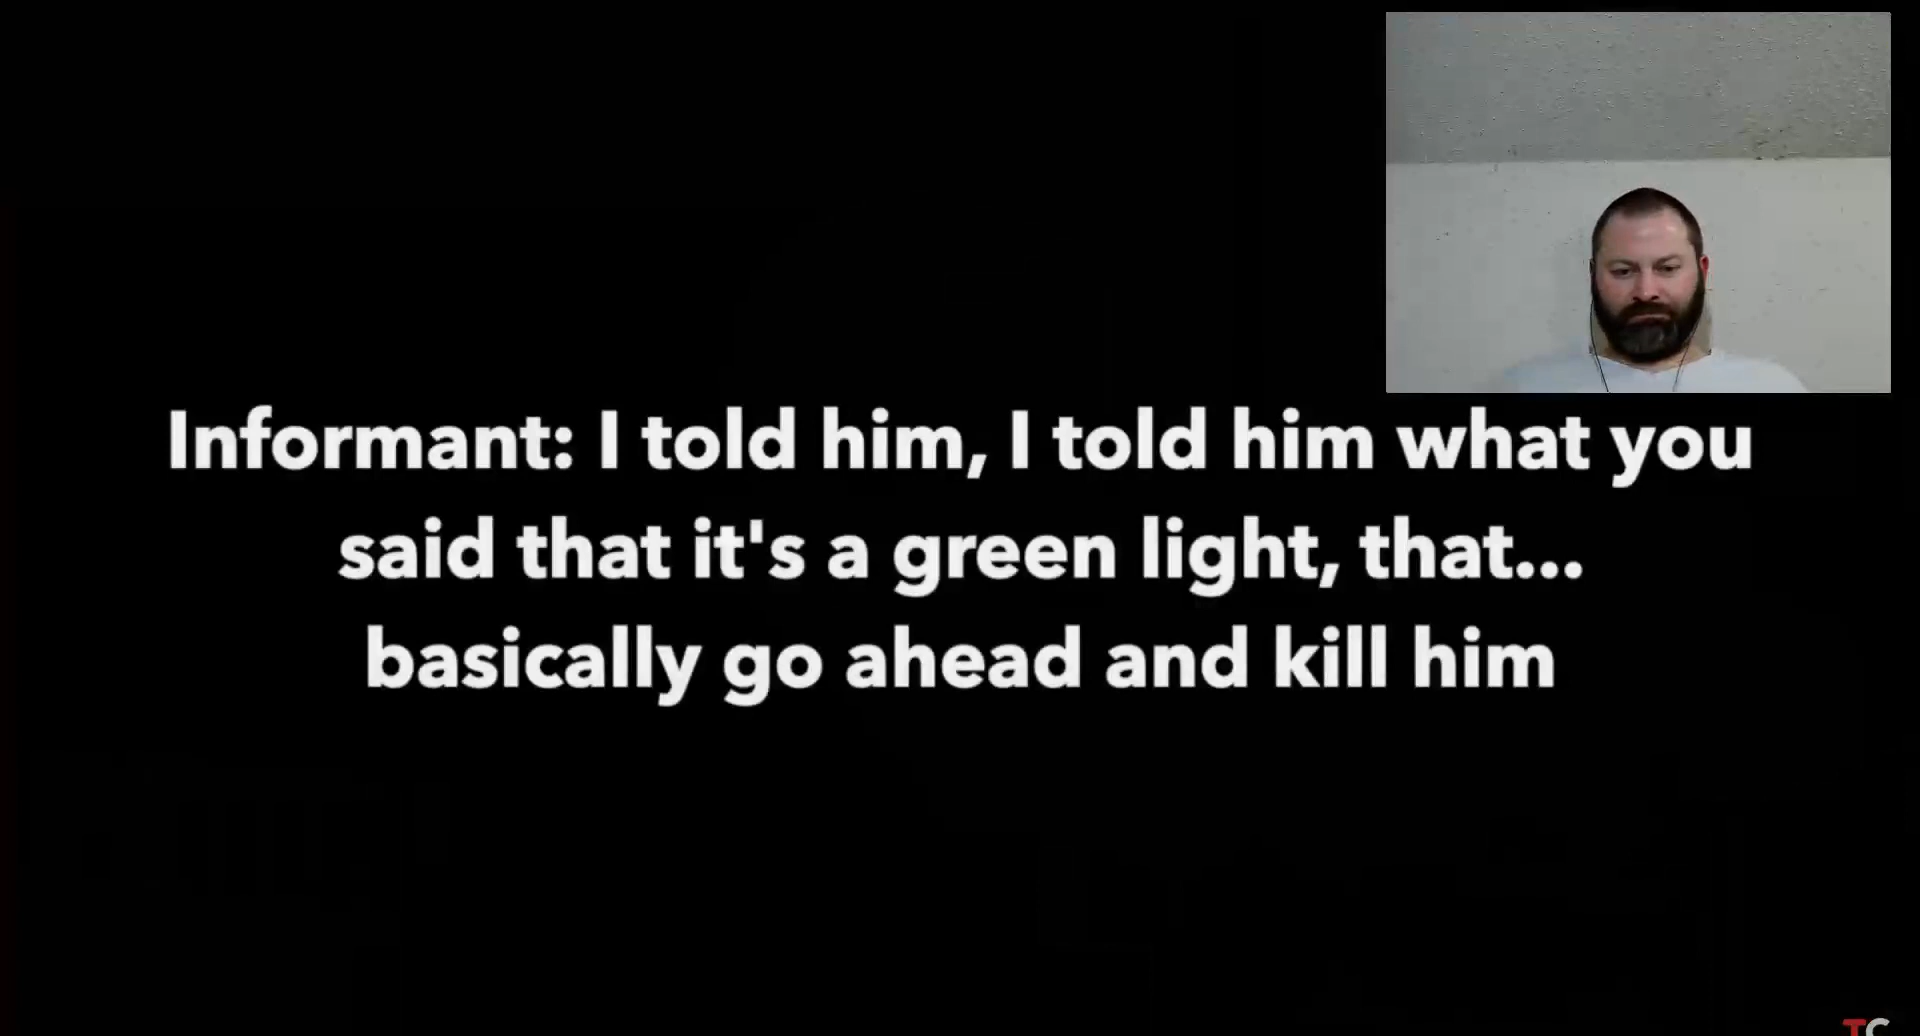 Informant: I told him, I told him what you
said that it's a green light, that...
basically go ahead and kill him
TC